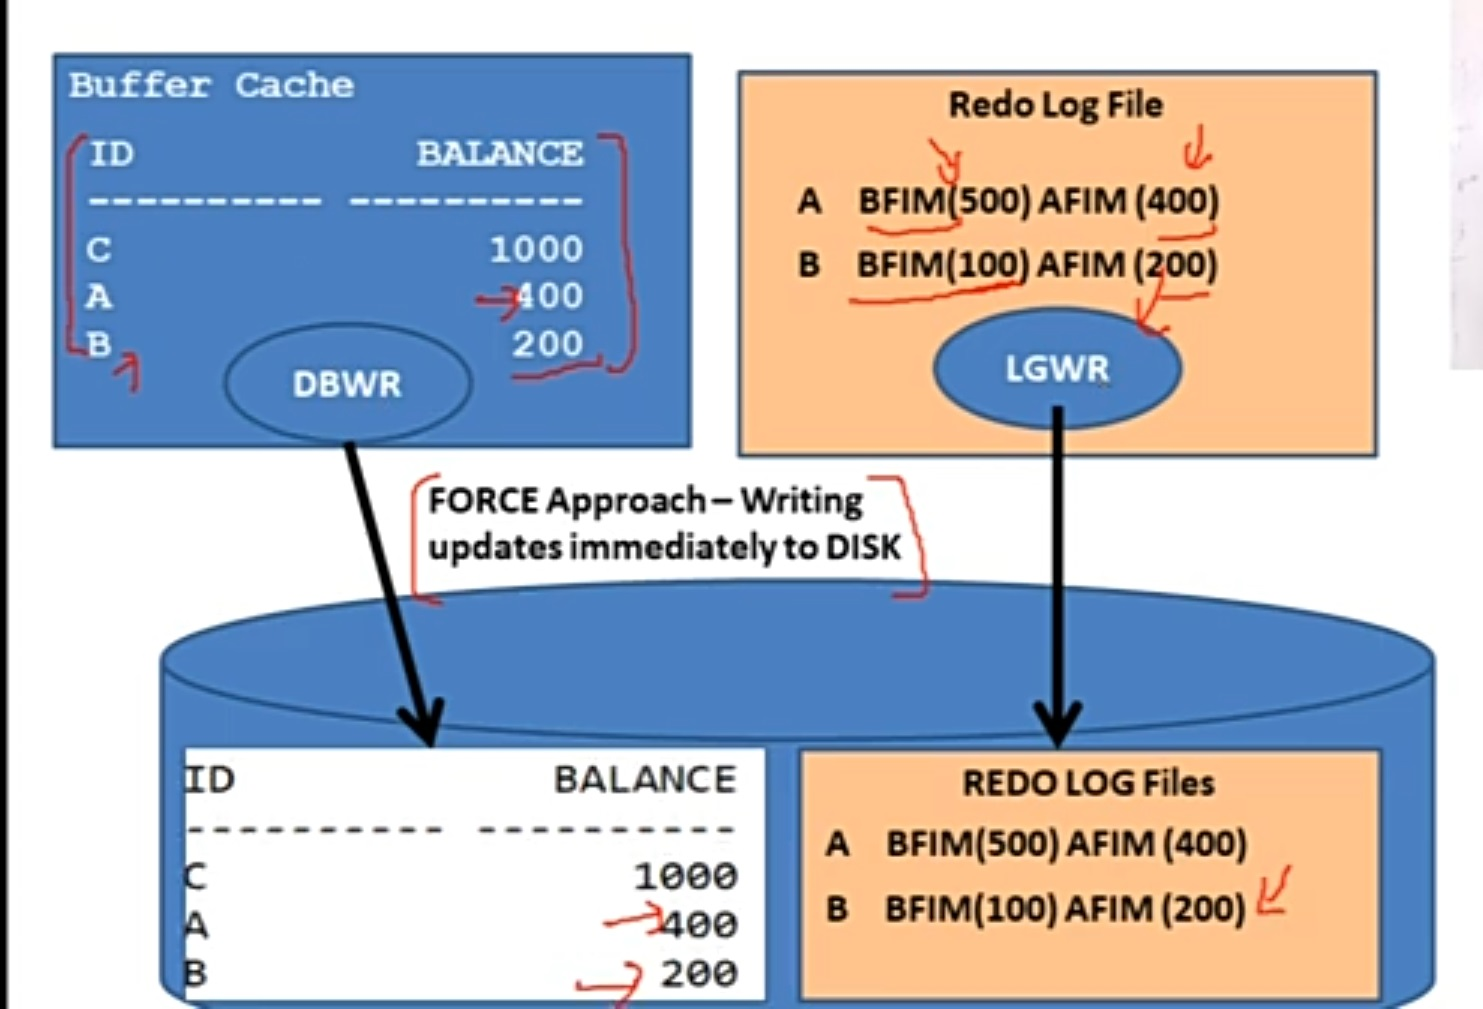 Buffer Cache
ID BALANCE
---------- ----------
C 1000
A 400
B 200
DBWR
Redo Log File
A BFIM(500) AFIM (400)
B BFIM(100) AFIM (200)
LGWR
FORCE Approach – Writing
updates immediately to DISK
ID BALANCE
---------- ----------
C 1000
A 400
B 200
REDO LOG Files
A BFIM(500) AFIM (400)
B BFIM(100) AFIM (200)